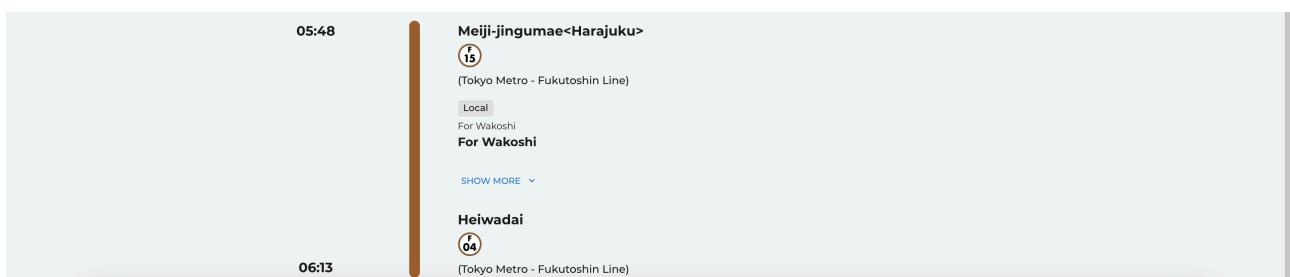 05:48
Meiji-jingumae<Harajuku>
F
15
(Tokyo Metro - Fukutoshin Line)
Local
For Wakoshi
For Wakoshi
SHOW MORE
Heiwadai
F
04
06:13
(Tokyo Metro - Fukutoshin Line)